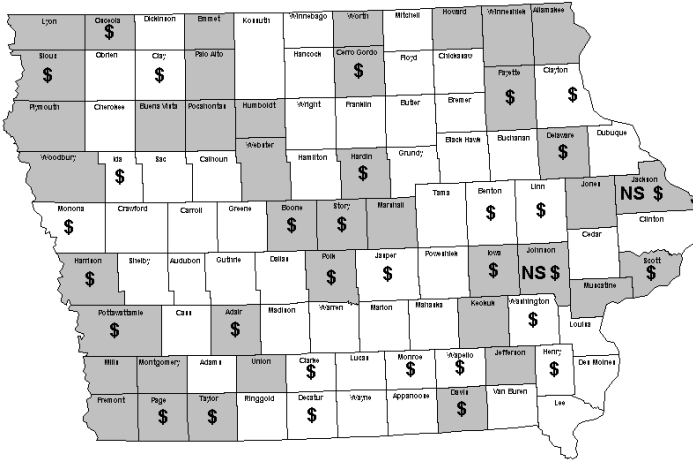 Lyon Osceola Dickinson Emmet Kossuth Winnebago Worth Mitchell Howard Winneshiek Allamakee
$
Sioux Obrien Clay Palo Alto Hancock Cerro Gordo Floyd Chickasaw Fayette Clayton
$ $ $ $ $
Plymouth Cherokee Buena Vista Pocahontas Humboldt Wright Franklin Butler Bremer
Woodbury Ida Sac Calhoun Webster Hamilton Hardin Grundy Black Hawk Buchanan Delaware Dubuque
$ $ $
Monona Crawford Carroll Greene Boone Story Marshall Tama Benton Linn Jones Jackson
$ $ $ $ $ NS $
Clinton
Harrison Shelby Audubon Guthrie Dallas Polk Jasper Poweshiek Iowa Johnson Cedar Scott
$ $ $ $ NS $ $
Muscatine
Pottawattamie Cass Adair Madison Warren Marion Mahaska Keokuk Washington Louisa
$ $ $
Mills Montgomery Adams Union Clarke Lucas Monroe Wapello Jefferson Henry Des Moines
$ $ $ $
Fremont Page Taylor Ringgold Decatur Wayne Appanoose Davis Van Buren Lee
$ $ $ $